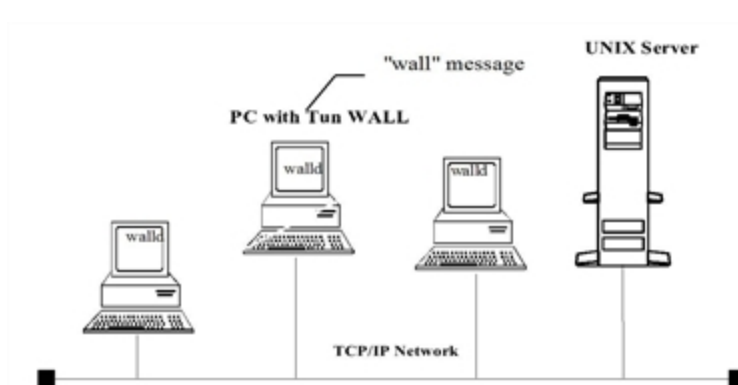 UNIX Server
"wall" message
PC with Tun WALL
walld
walld
walld
TCP/IP Network